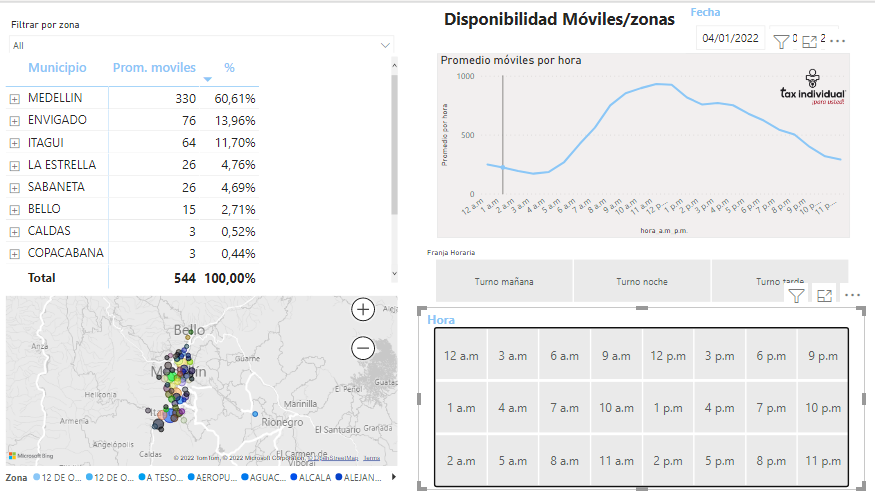 Filtrar por zona
All
Municipio Prom. moviles %
MEDELLIN 330 60,61%
ENVIGADO 76 13,96%
ITAGUI 64 11,70%
LA ESTRELLA 26 4,76%
SABANETA 26 4,69%
BELLO 15 2,71%
CALDAS 3 0,52%
COPACABANA 3 0,44%
Total 544 100,00%
Disponibilidad Móviles/zonas
Fecha
04/01/2022
Promedio móviles por hora
tax individual
¡para usted!
Promedio por hora
1000
500
0
12 a.m
1 a.m.
2 a.m.
3 a.m.
4 a.m.
5 a.m.
6 a.m.
7 a.m.
8 a.m.
9 a.m.
10 a.m.
11 a.m.
12 p...
1 p.m.
2 p.m.
3 p.m.
4 p.m.
5 p.m.
6 p.m.
7 p.m.
8 p.m.
9 p.m.
10 p...
11 p...
hora a.m p.m.
Franja Horaria
Turno mañana Turno noche Turno tarde
Hora
12 a.m 3 a.m 6 a.m 9 a.m 12 p.m 3 p.m 6 p.m 9 p.m
1 a.m 4 a.m 7 a.m 10 a.m 1 p.m 4 p.m 7 p.m 10 p.m
2 a.m 5 a.m 8 a.m 11 a.m 2 p.m 5 p.m 8 p.m 11 p.m
Bello
Anza
Guarne
Medellín
El Peñol
Guatap
Heliconia
Marinilla
Armenia
Rionegro
El Santuario
Granada
Angelópolis
Caldas
El Carmen de
Viboral
Microsoft Bing
© 2022 TomTom, © 2022 Microsoft Corporation, © OpenStreetMap Terms
Zona 12 DE O... 12 DE O... A TESO... AEROPU... AGUAC... ALCALA ALEJAN...